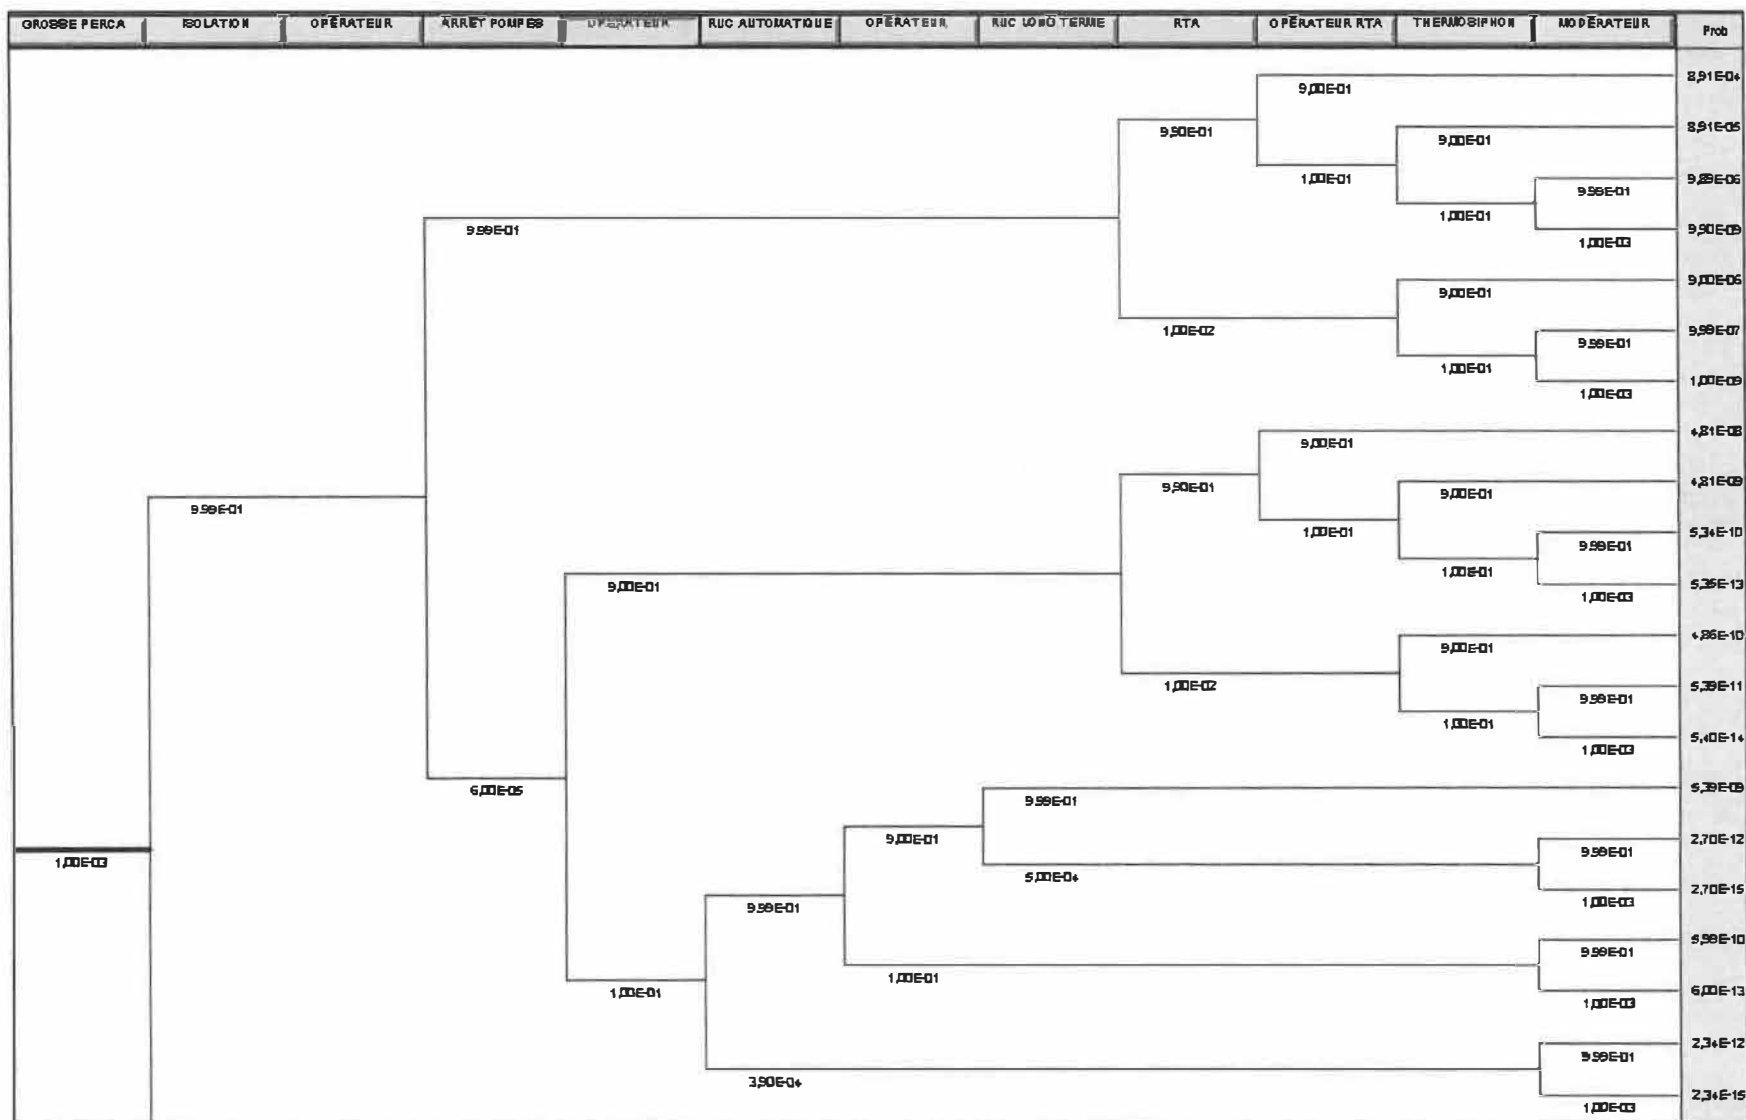 GROSSE PERCA ISOLATION OPÉRATEUR ARRET POMPES OPÉRATEUR RUC AUTOMATIQUE OPÉRATEUR RUC LONG TERME RTA OPÉRATEUR RTA THERMOSIPHON MODÉRATEUR Prob
8,91E-04
9,00E-01
8,91E-05
9,90E-01
9,00E-01
9,89E-06
1,00E-01
9.99E-01
1,00E-01
9,90E-09
9.99E-01
1,00E-03
9,00E-06
9,00E-01
9,99E-07
1,00E-02
9.99E-01
1,00E-01
1,00E-09
1,00E-03
4,81E-08
9,00E-01
4,81E-09
9,90E-01
9,00E-01
9.99E-01
5,34E-10
1,00E-01
9.99E-01
1,00E-01
5,35E-13
9,00E-01
1,00E-03
4,86E-10
9,00E-01
5,39E-11
1,00E-02
9.99E-01
1,00E-01
5,40E-14
1,00E-03
6,00E-05
5,39E-09
9.99E-01
9,00E-01
2,70E-12
1,00E-03
9.99E-01
5,00E-04
2,70E-15
9.99E-01
1,00E-03
5,99E-10
9.99E-01
1,00E-01
1,00E-01
6,00E-13
1,00E-03
2,34E-12
9.99E-01
3,90E-04
2,34E-15
1,00E-03